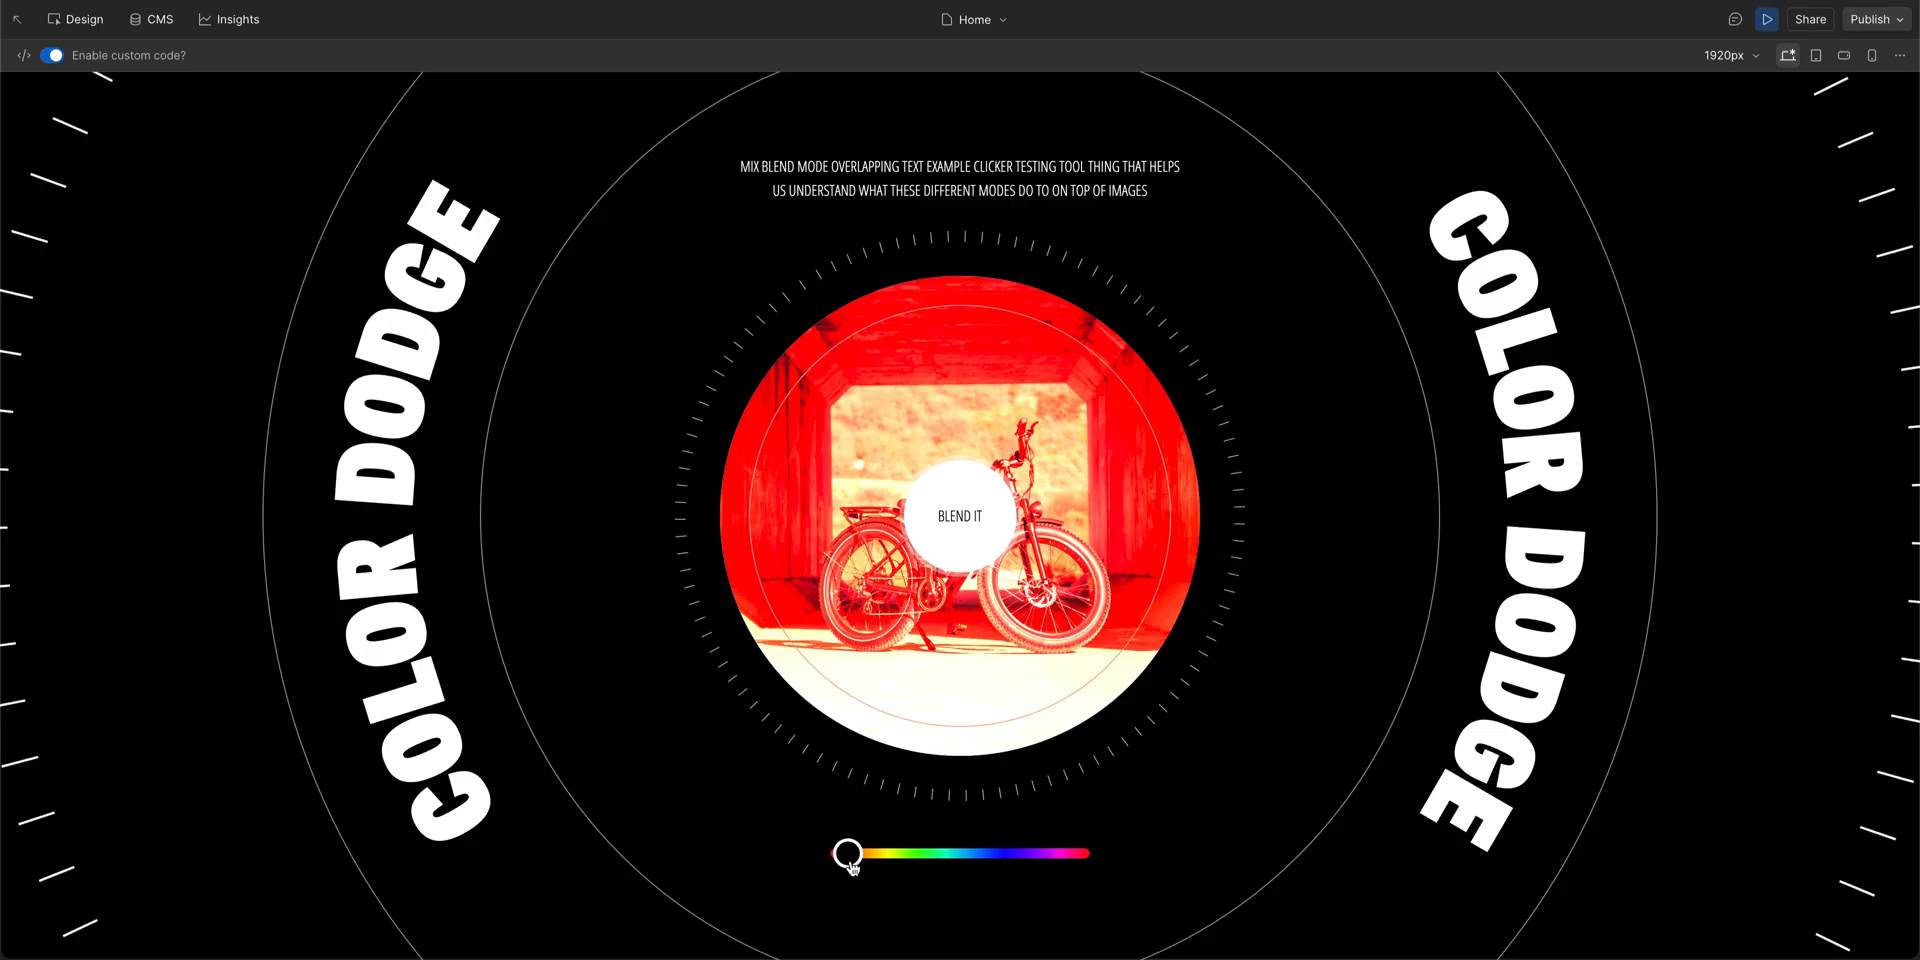 Design
CMS
Insights
Home
Share
Publish
Enable custom code?
1920px
MIX BLEND MODE OVERLAPPING TEXT EXAMPLE CLICKER TESTING TOOL THING THAT HELPS
US UNDERSTAND WHAT THESE DIFFERENT MODES DO TO ON TOP OF IMAGES
COLOR DODGE
BLEND IT
COLOR DODGE